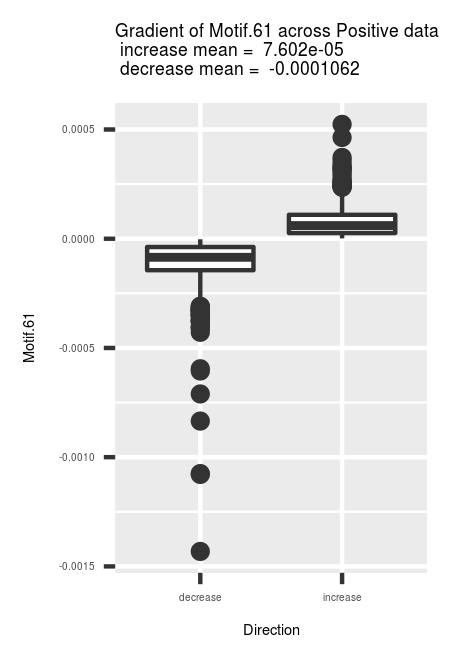 Gradient of Motif.61 across Positive data
increase mean =  7.602e-05
decrease mean =  -0.0001062
0.0005
0.0000
-0.0005
-0.0010
-0.0015
Motif.61
decrease
increase
Direction